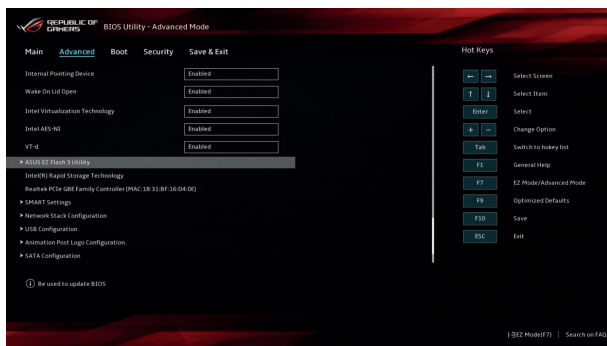 REPUBLIC OF
GAMERS
BIOS Utility - Advanced Mode
Main Advanced Boot Security Save & Exit
Hot Keys
Internal Pointing Device Enabled
Wake On Lid Open Enabled
Intel Virtualization Technology Enabled
Intel AES-NI Enabled
VT-d Enabled
ASUS EZ Flash 3 Utility
Intel(R) Rapid Storage Technology
Realtek PCIe GBE Family Controller (MAC:18:31:BF:16:D4:0E)
SMART Settings
Network Stack Configuration
USB Configuration
Animation Post Logo Configuration.
SATA Configuration
← → Select Screen
↑ ↓ Select Item
Enter Select
+ − Change Option
Tab Switch to hokey list
F1 General Help
F7 EZ Mode/Advanced Mode
F9 Optimized Defaults
F10 Save
ESC Exit
i Be used to update BIOS
EZ Mode(F7) | Search on FAQ